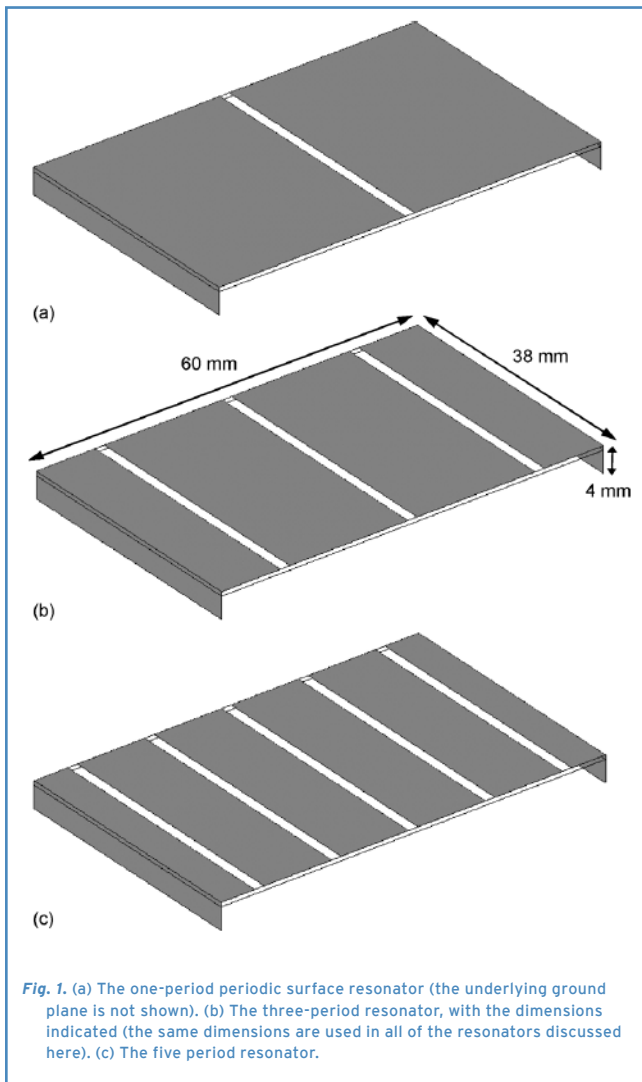 (a)
60 mm
38 mm
4 mm
(b)
(c)
Fig. 1. (a) The one-period periodic surface resonator (the underlying ground
plane is not shown). (b) The three-period resonator, with the dimensions
indicated (the same dimensions are used in all of the resonators discussed
here). (c) The five period resonator.